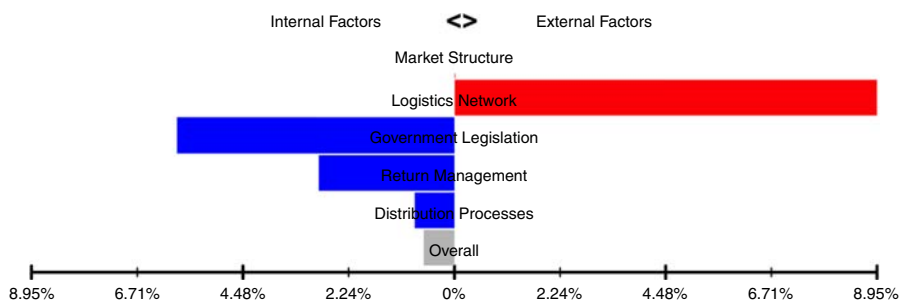 Internal Factors <> External Factors
Market Structure
Logistics Network
Government Legislation
Return Management
Distribution Processes
Overall
8.95% 6.71% 4.48% 2.24% 0% 2.24% 4.48% 6.71% 8.95%